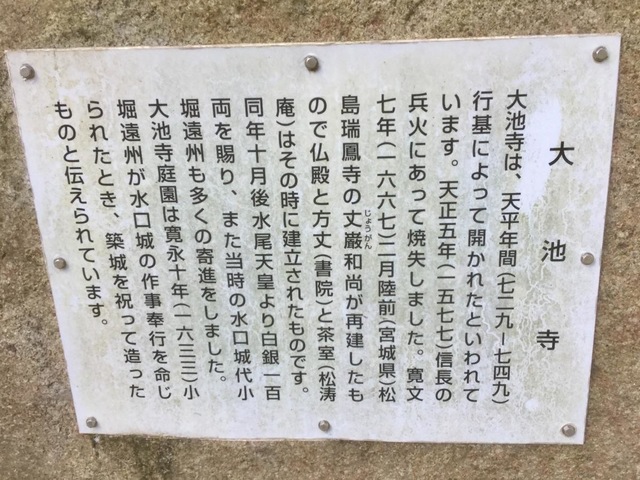 大池寺
大池寺は、天平年間(七二九ー七四九)
行基によって開かれたといわれて
います。天正五年(一五七七)信長の
兵火にあって焼失しました。寛文
七年(一六六七)二月陸前(宮城県)松
島瑞鳳寺の丈巌和尚が再建したも
じょうがん
ので仏殿と方丈(書院)と茶室(松涛
庵)はその時に建立されたものです。
同年十月後水尾天皇より白銀一百
両を賜り、また当時の水口城代小
堀遠州も多くの寄進をしました。
大池寺庭園は寛永十年(一六三三)小
堀遠州が水口城の作事奉行を命じ
られたとき、築城を祝って造った
ものと伝えられています。